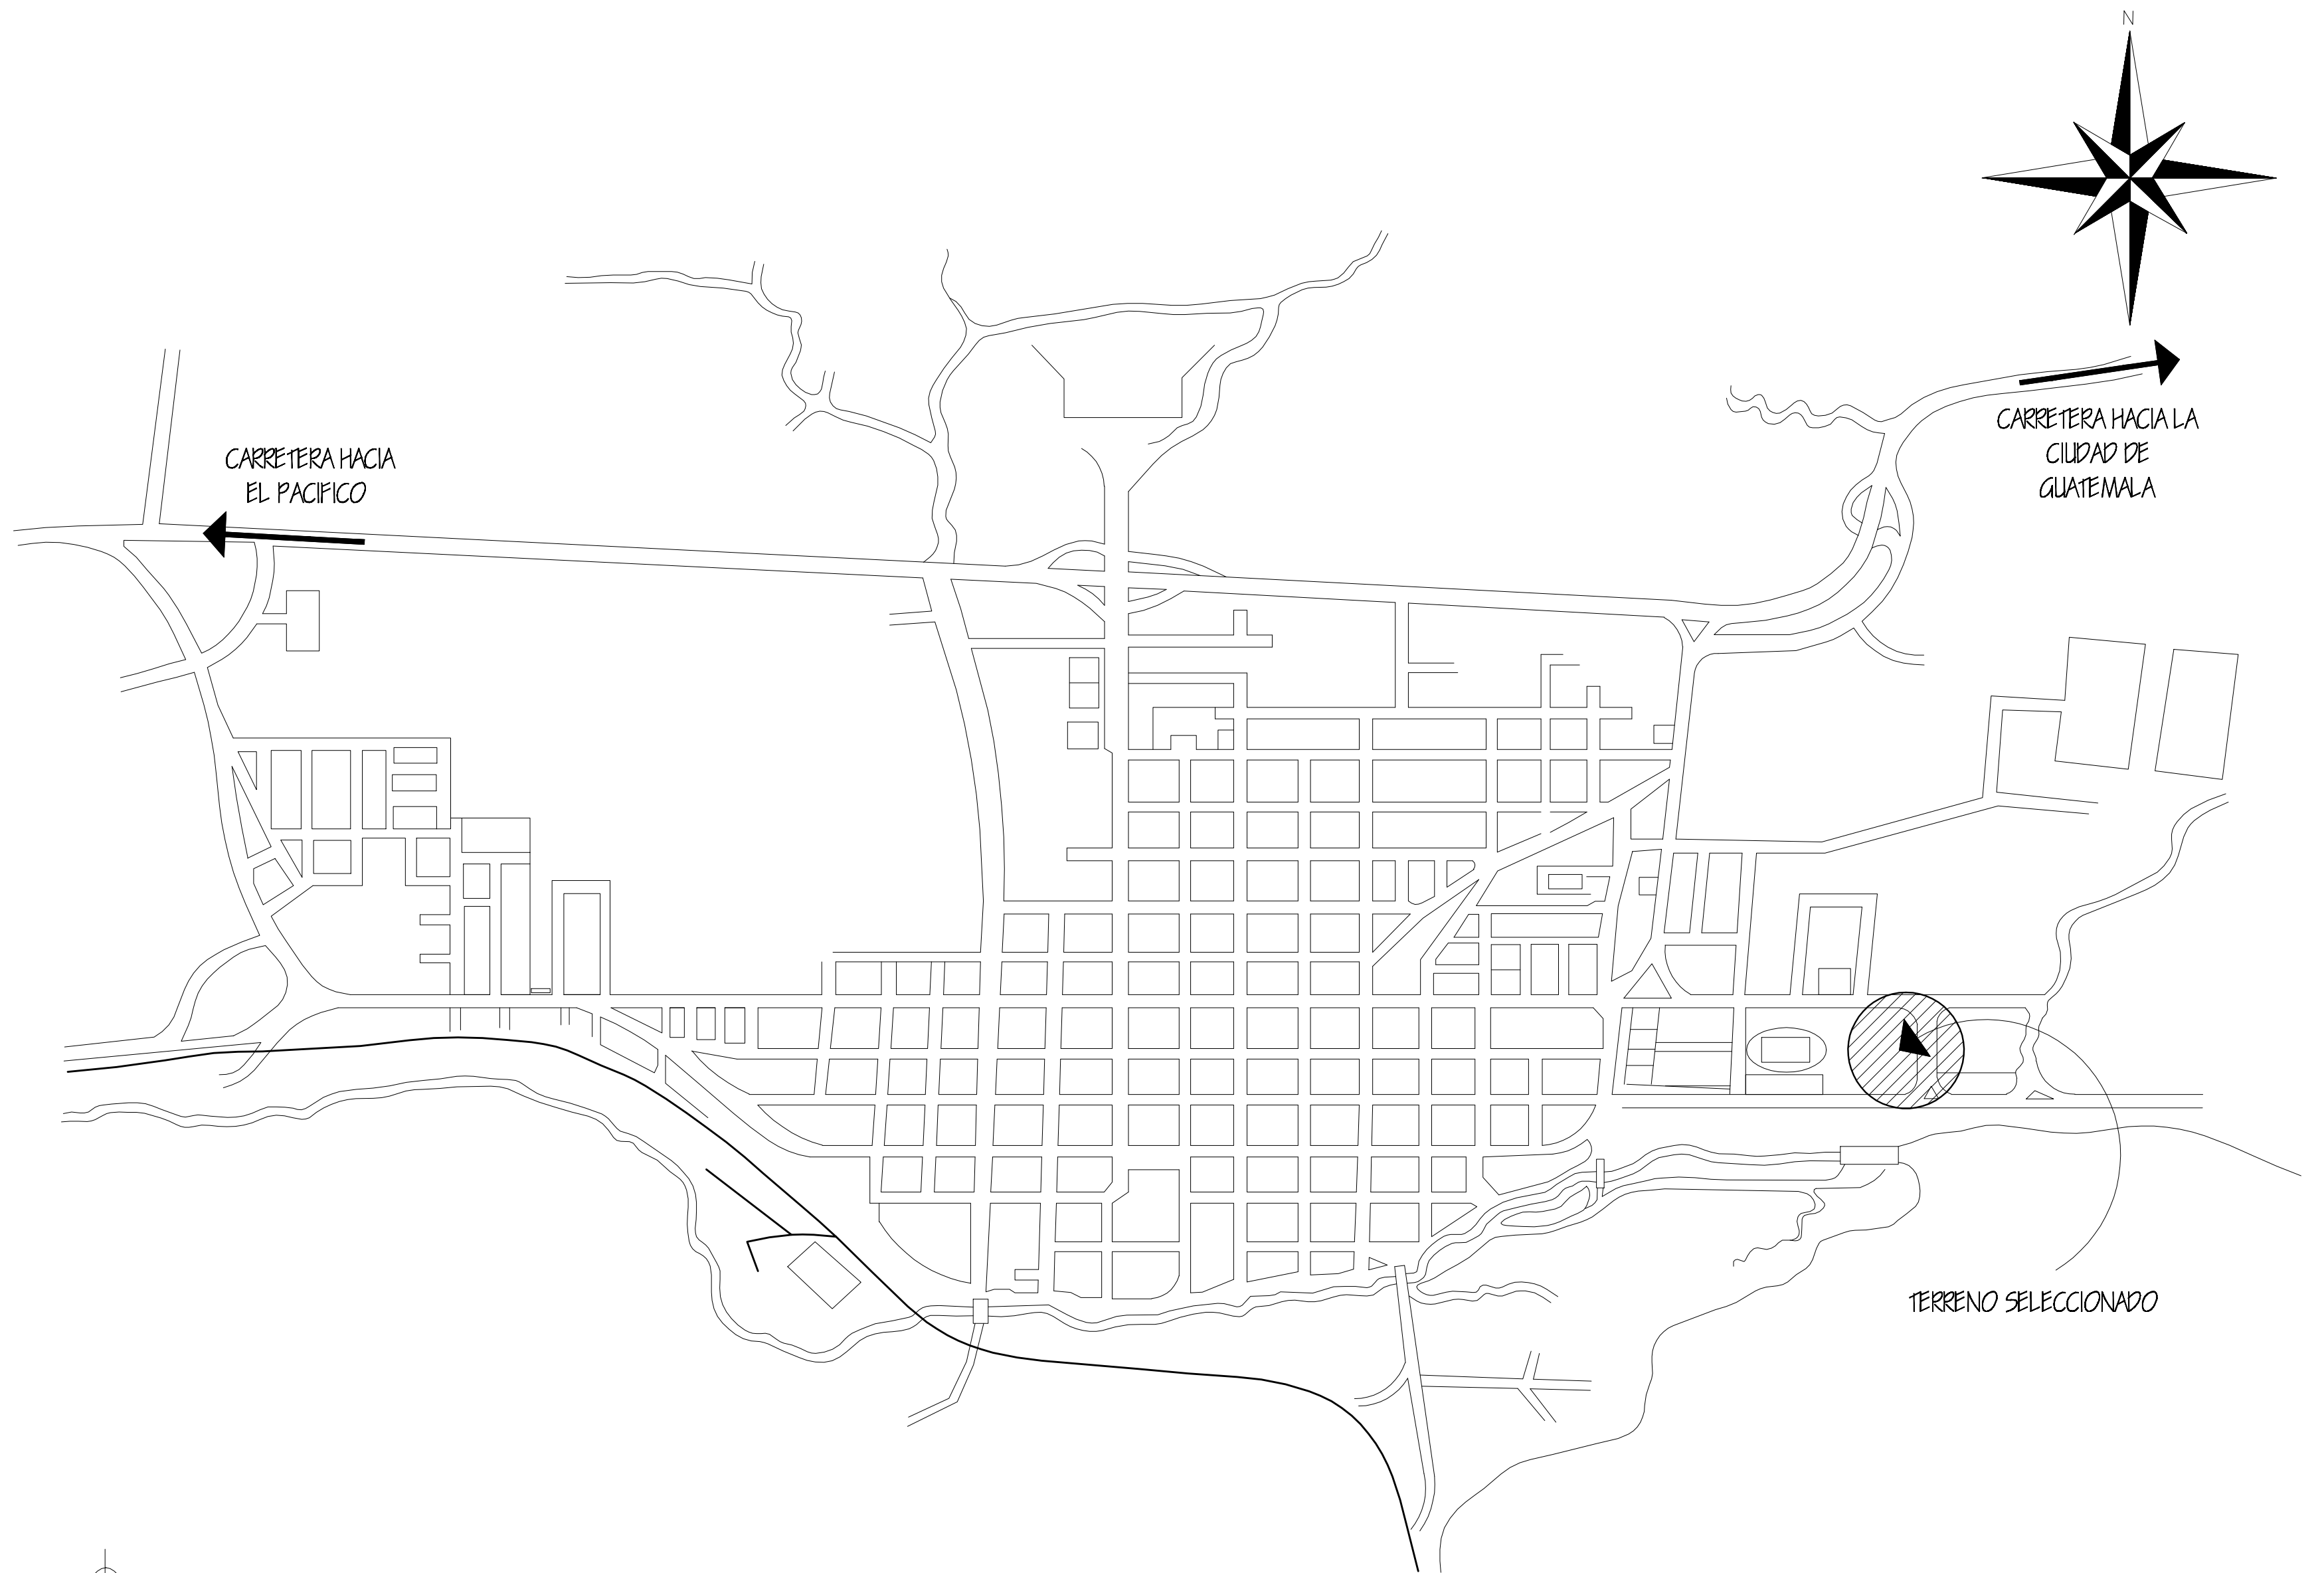 N
CARRETERA HACIA LA
CIUDAD DE
GUATEMALA
CARRETERA HACIA
EL PACIFICO
TERRENO SELECCIONADO